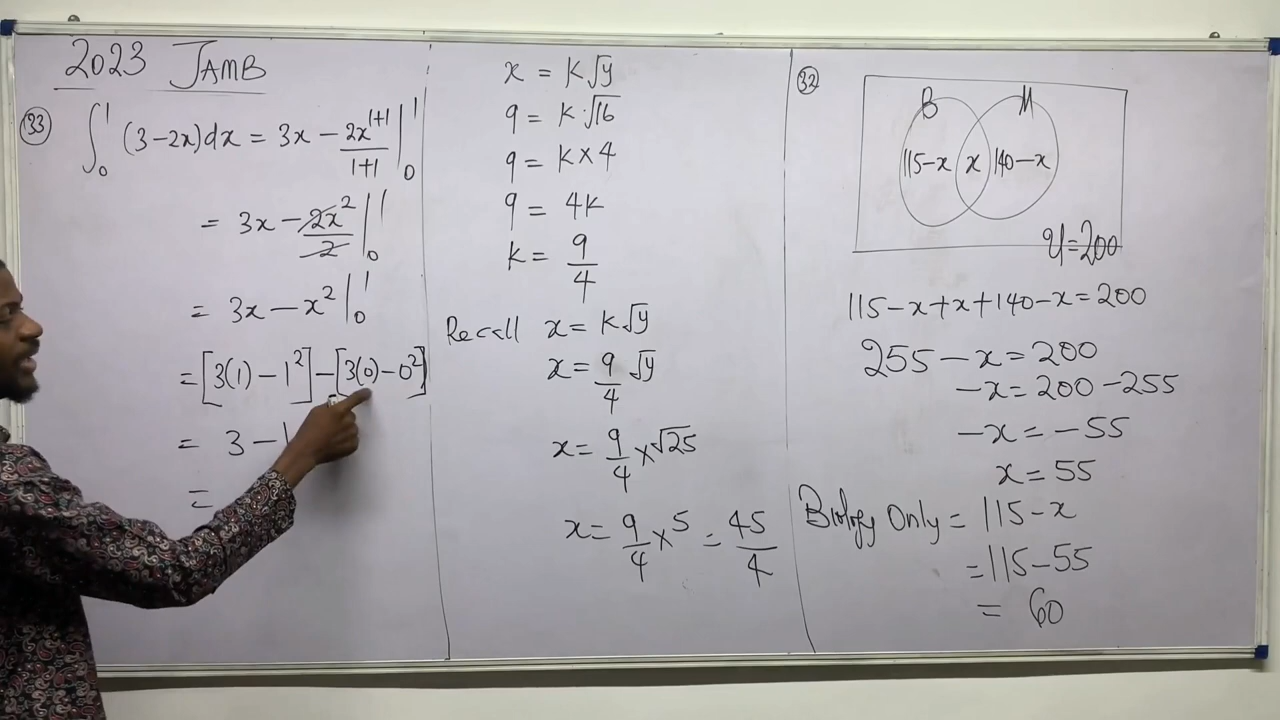 2023 JAMB
33 ∫₀¹ (3-2x)dx = 3x - 2x¹⁺¹/1+1 |₀¹
= 3x - 2x²/2 |₀¹
= 3x - x² |₀¹
= [3(1) - 1²] - [3(0) - 0²]
= 3 - 1
=
x = K√y
9 = K·√16
9 = K×4
9 = 4K
K = 9/4
Recall x = K√y
x = 9/4 √y
x = 9/4 × √25
x = 9/4 × 5 = 45/4
32
B M
115-x x 140-x
U=200
115-x+x+140-x=200
255 - x = 200
-x = 200 - 255
-x = -55
x = 55
Biology Only = 115 - x
= 115 - 55
= 60